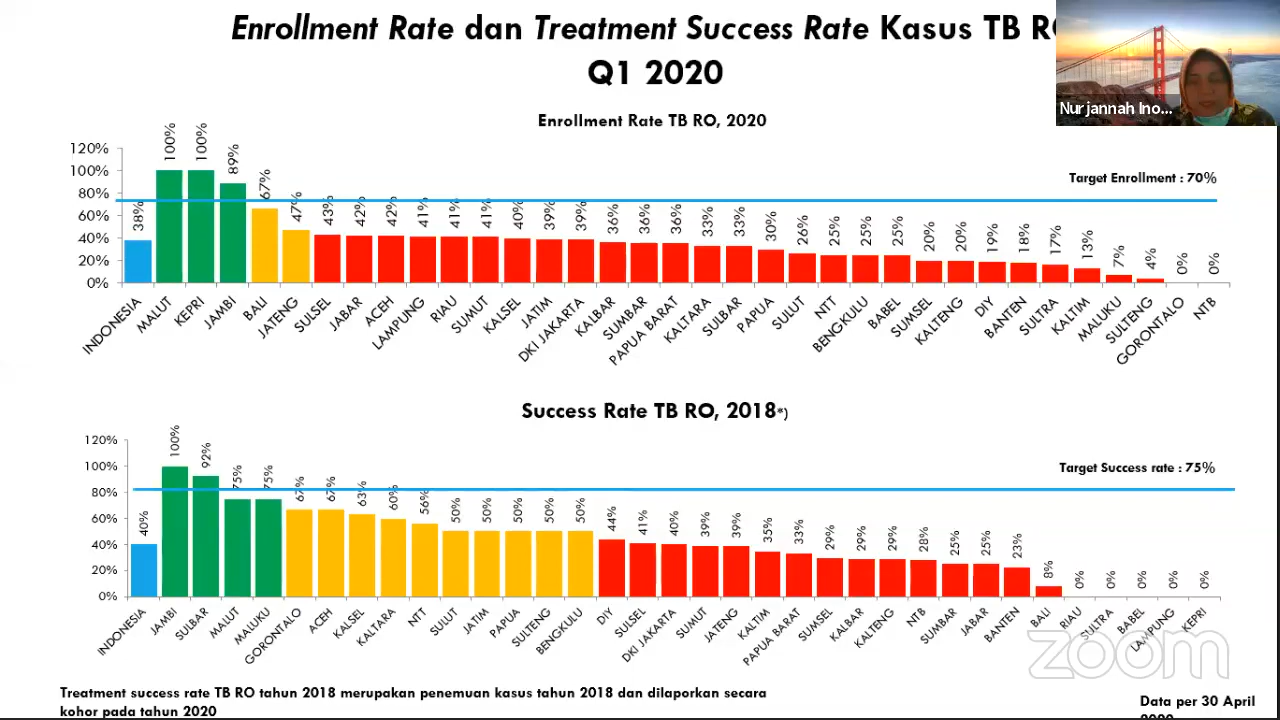 Enrollment Rate dan Treatment Success Rate Kasus TB RO
Q1 2020
Nurjannah Ino...
Enrollment Rate TB RO, 2020
120%
100%
80%
60%
40%
20%
0%
Target Enrollment : 70%
38% 100% 100% 89% 67% 47% 43% 42% 42% 41% 41% 41% 40% 39% 39% 36% 36% 36% 33% 33% 30% 26% 25% 25% 25% 20% 20% 19% 18% 17% 13% 7% 4% 0% 0%
INDONESIA MALUT KEPRI JAMBI BALI JATENG SULSEL JABAR ACEH LAMPUNG RIAU SUMUT KALSEL JATIM DKI JAKARTA KALBAR SUMBAR PAPUA BARAT KALTARA SULBAR PAPUA SULUT NTT BENGKULU BABEL SUMSEL KALTENG DIY BANTEN SULTRA KALTIM MALUKU SULTENG GORONTALO NTB
Success Rate TB RO, 2018*)
120%
100%
80%
60%
40%
20%
0%
Target Success rate : 75%
40% 100% 92% 75% 75% 67% 67% 63% 60% 56% 50% 50% 50% 50% 50% 44% 41% 40% 39% 39% 35% 33% 29% 29% 29% 28% 25% 25% 23% 8% 0% 0% 0% 0% 0%
INDONESIA JAMBI SULBAR MALUT MALUKU GORONTALO ACEH KALSEL KALTARA NTT SULUT JATIM PAPUA SULTENG BENGKULU DIY SULSEL DKI JAKARTA SUMUT JATENG KALTIM PAPUA BARAT SUMSEL KALBAR KALTENG NTB SUMBAR JABAR BANTEN BALI RIAU SULTRA BABEL LAMPUNG KEPRI
zoom
Treatment success rate TB RO tahun 2018 merupakan penemuan kasus tahun 2018 dan dilaporkan secara
kohor pada tahun 2020
Data per 30 April
2020